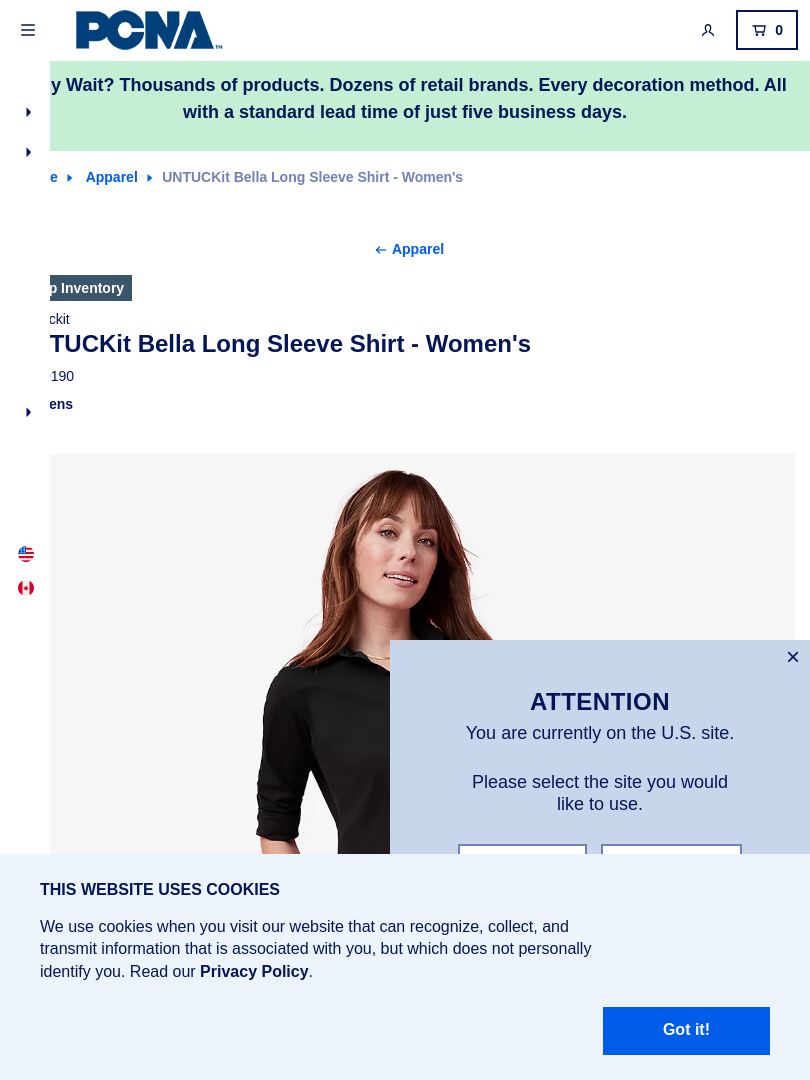 PCNA™
0
y Wait? Thousands of products. Dozens of retail brands. Every decoration method. All
with a standard lead time of just five business days.
e Apparel UNTUCKit Bella Long Sleeve Shirt - Women's
Apparel
p Inventory
ckit
TUCKit Bella Long Sleeve Shirt - Women's
190
ens
ATTENTION
You are currently on the U.S. site.
Please select the site you would
like to use.
THIS WEBSITE USES COOKIES
We use cookies when you visit our website that can recognize, collect, and
transmit information that is associated with you, but which does not personally
identify you. Read our Privacy Policy.
Got it!